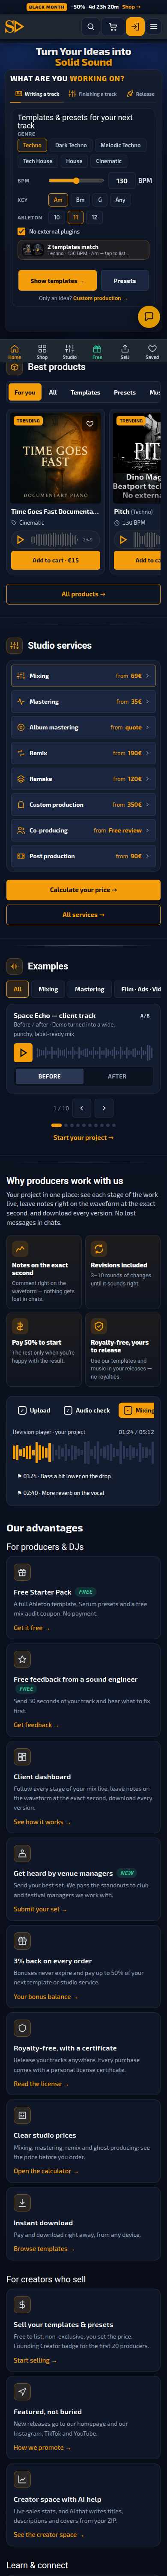 BLACK MONTH −50% · 4d 23h 20m Shop →
Turn Your Ideas into
Solid Sound
WHAT ARE YOU WORKING ON?
Writing a track
Finishing a track
Release
Templates & presets for your next
track
GENRE
Techno
Dark Techno
Melodic Techno
Tech House
House
Cinematic
BPM
130 BPM
KEY
Am
Bm
G
Any
ABLETON
10
11
12
No external plugins
2 templates match
Show templates →
Presets
Only an idea? Custom production →
Home
Shop
Studio
Free
Sell
Saved
Best products
For you
All
Templates
Presets
TRENDING
TIME GOES
FAST
DOCUMENTARY PIANO
Time Goes Fast Documenta...
Cinematic
Add to cart · €15
TRENDING
Pitch (Techno)
130 BPM
All products →
Studio services
Mixing from 69€
Mastering from 35€
Album mastering from quote
Remix from 190€
Remake from 120€
Custom production from 350€
Co-producing from Free review
Post production from 90€
Calculate your price →
All services →
Examples
All
Mixing
Mastering
Film · Ads · Vid
Space Echo — client track
A/B
Before / after · Demo turned into a wide,
punchy, label-ready record.
BEFORE
AFTER
1 / 10
Start your project →
Why producers work with us
Your project in one place: see each stage of the work
live, leave notes on the waveform at the exact
second, and download every version. No lost
messages in chats.
Notes on the exact
second
Comment right on the
waveform — nothing gets
lost in chats.
Revisions included
3–10 rounds of changes
until it sounds right.
Pay 50% to start
The rest only when you're
happy with the result.
Royalty-free, yours
to release
Use our templates and
music in your releases —
no royalties.
Upload
Audio check
Mixing
Revision player · your project
01:24 / 05:12
01:24 · Bass a bit lower on the drop
02:40 · More reverb on the vocal
Our advantages
For producers & DJs
Free Starter Pack FREE
A full Ableton template, Serum presets and a free
mix audit coupon. No payment.
Get it free →
Free feedback from a sound engineer
FREE
Send 30 seconds of your track and hear what to fix
first.
Get feedback →
Client dashboard
Follow every stage of your mix live, leave notes on
the waveform at the exact second, download every
version.
See how it works →
Get heard by venue managers NEW
Send your best set. We pass the standouts to club
and festival managers we work with.
Submit your set →
3% back on every order
Bonuses never expire and pay up to 50% of your
next template or studio service.
Your bonus balance →
Royalty-free, with a certificate
Release your tracks anywhere. Every purchase
comes with a personal license certificate.
Read the license →
Clear studio prices
Mixing, mastering, remix and ghost producing: see
the price before you order.
Open the calculator →
Instant download
Pay and download right away, from any device.
Browse templates →
For creators who sell
Sell your templates & presets
Free to list, non-exclusive, you set the price.
Founding Creator badge for the first 20 producers.
Start selling →
Featured, not buried
New releases go to our homepage and our
Instagram, TikTok and YouTube.
How we promote →
Creator space with AI help
Live sales stats, and AI that writes titles,
descriptions and covers from your ZIP.
See the creator space →
Learn & connect